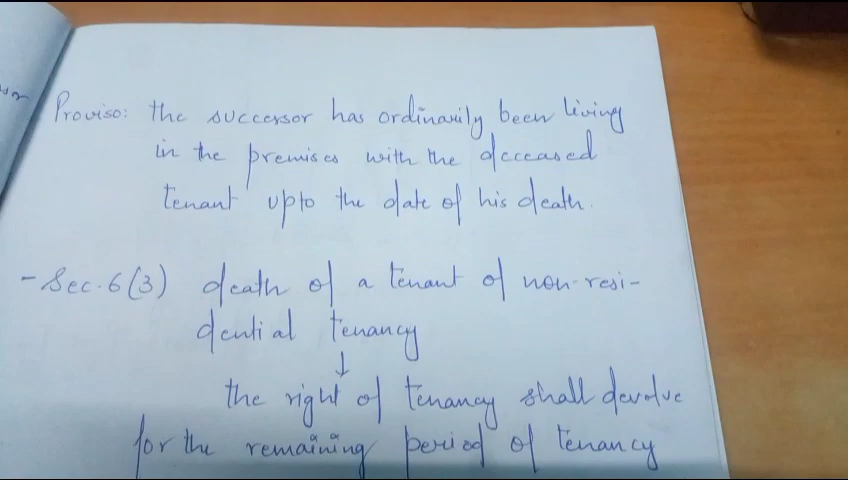 Proviso: the successor has ordinarily been living
in the premises with the deceased
tenant upto the date of his death.
- Sec. 6(3) death of a tenant of non-resi-
dential tenancy
↓
the right of tenancy shall devolve
for the remaining period of tenancy